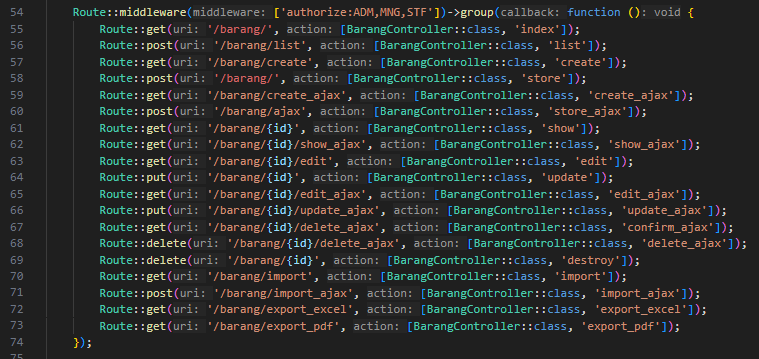 54 Route::middleware(middleware: ['authorize:ADM,MNG,STF'])->group(callback: function (): void {
55 Route::get(uri: '/barang/', action: [BarangController::class, 'index']);
56 Route::post(uri: '/barang/list', action: [BarangController::class, 'list']);
57 Route::get(uri: '/barang/create', action: [BarangController::class, 'create']);
58 Route::post(uri: '/barang/', action: [BarangController::class, 'store']);
59 Route::get(uri: '/barang/create_ajax', action: [BarangController::class, 'create_ajax']);
60 Route::post(uri: '/barang/ajax', action: [BarangController::class, 'store_ajax']);
61 Route::get(uri: '/barang/{id}', action: [BarangController::class, 'show']);
62 Route::get(uri: '/barang/{id}/show_ajax', action: [BarangController::class, 'show_ajax']);
63 Route::get(uri: '/barang/{id}/edit', action: [BarangController::class, 'edit']);
64 Route::put(uri: '/barang/{id}', action: [BarangController::class, 'update']);
65 Route::get(uri: '/barang/{id}/edit_ajax', action: [BarangController::class, 'edit_ajax']);
66 Route::put(uri: '/barang/{id}/update_ajax', action: [BarangController::class, 'update_ajax']);
67 Route::get(uri: '/barang/{id}/delete_ajax', action: [BarangController::class, 'confirm_ajax']);
68 Route::delete(uri: '/barang/{id}/delete_ajax', action: [BarangController::class, 'delete_ajax']);
69 Route::delete(uri: '/barang/{id}', action: [BarangController::class, 'destroy']);
70 Route::get(uri: '/barang/import', action: [BarangController::class, 'import']);
71 Route::post(uri: '/barang/import_ajax', action: [BarangController::class, 'import_ajax']);
72 Route::get(uri: '/barang/export_excel', action: [BarangController::class, 'export_excel']);
73 Route::get(uri: '/barang/export_pdf', action: [BarangController::class, 'export_pdf']);
74 });
75